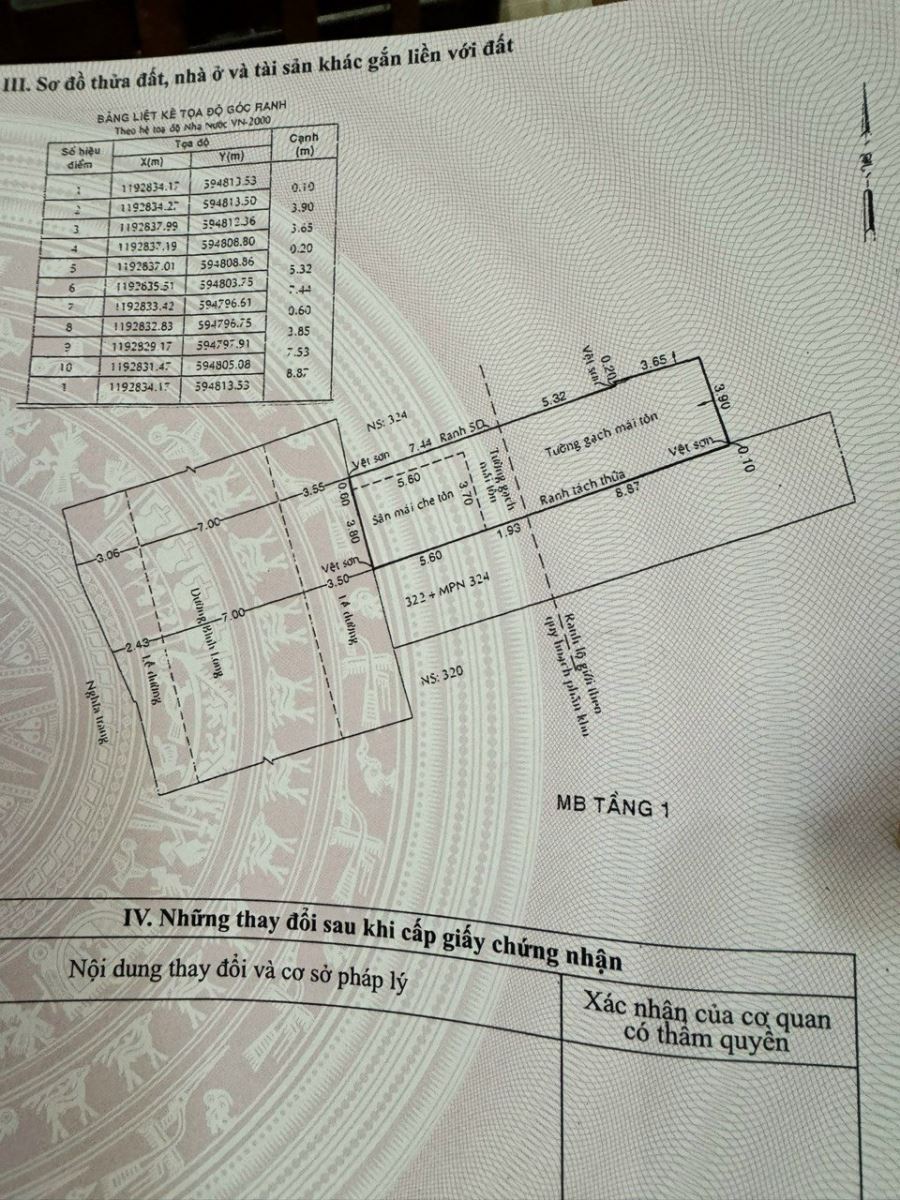 III. Sơ đồ thửa đất, nhà ở và tài sản khác gắn liền với đất
BẢNG LIỆT KÊ TỌA ĐỘ GÓC RANH
Theo hệ toạ độ Nhà Nước VN-2000
Số hiệu điểm Tọa độ Cạnh (m)
X(m) Y(m)
1 1192834.17 594813.53
0.10
2 1192834.27 594813.50
3.90
3 1192837.99 594812.36
3.65
4 1192837.19 594808.80
0.20
5 1192837.01 594808.86
5.32
6 1192835.51 594803.75
7.44
7 1192833.42 594796.61
0.60
8 1192832.83 594796.75
3.85
9 1192829.17 594797.91
7.53
10 1192831.47 594805.08
8.87
1 1192834.17 594813.53
Vệt sơn
0.20
3.65
5.32
3.90
NS: 324
7.44 Ranh SD
Vệt sơn
Tường gạch mái tôn
Vệt sơn
0.10
Tường gạch
mái tôn
5.60
3.70
0.60
3.80
Sân mái che tôn
Ranh tách thửa
8.87
3.55
7.00
3.06
1.93
5.60
Vệt sơn
3.50
7.00
2.43
322 + MPN 324
Đường Bình Long
Lề đường
Lề đường
Nghĩa trang
NS: 320
Ranh lộ giới theo
quy hoạch phân khu
MB TẦNG 1
IV. Những thay đổi sau khi cấp giấy chứng nhận
Nội dung thay đổi và cơ sở pháp lý
Xác nhận của cơ quan
có thẩm quyền